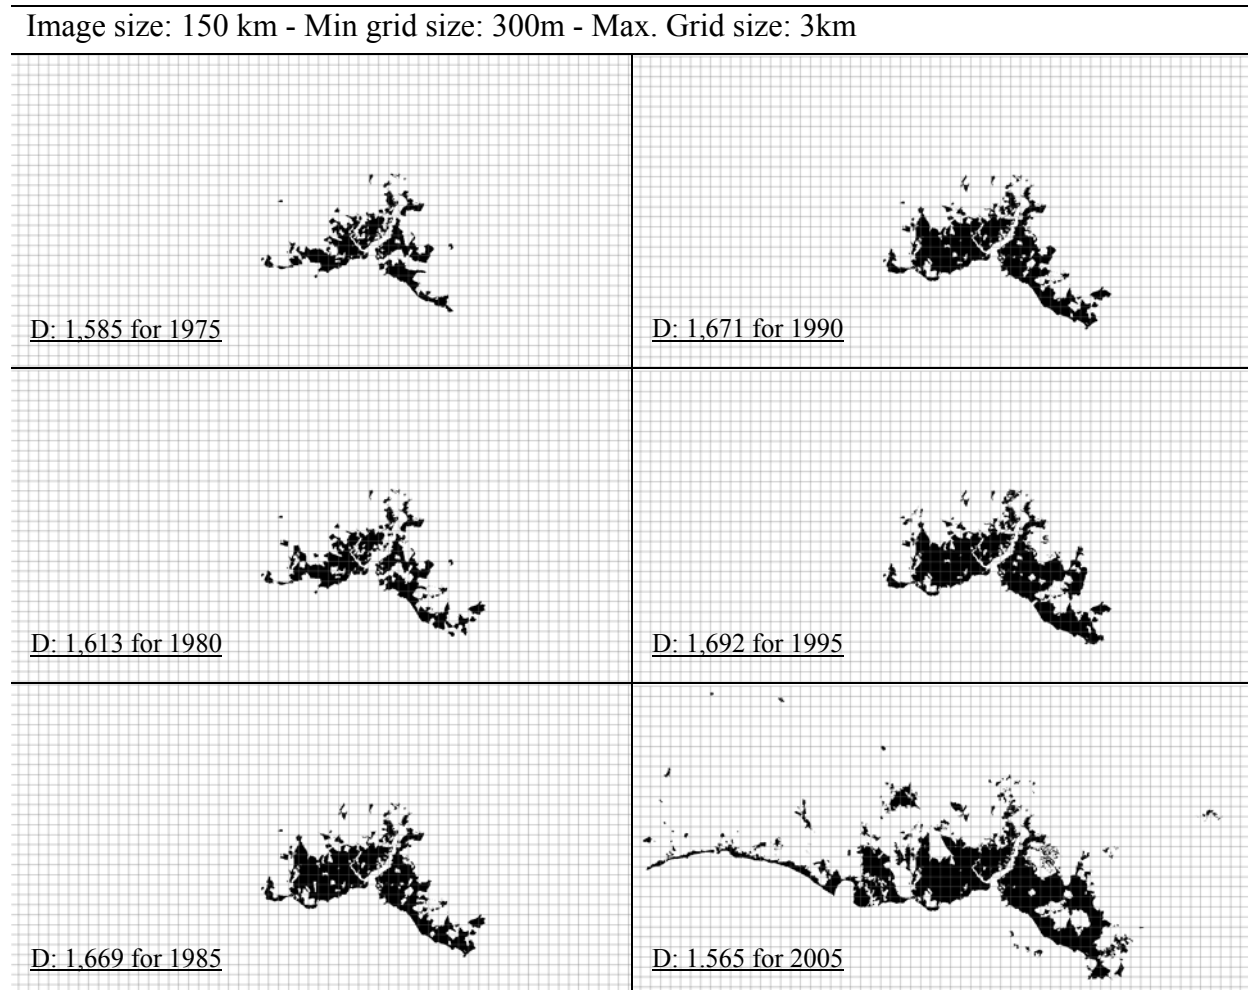 Image size: 150 km - Min grid size: 300m - Max. Grid size: 3km
D: 1,585 for 1975
D: 1,671 for 1990
D: 1,613 for 1980
D: 1,692 for 1995
D: 1,669 for 1985
D: 1.565 for 2005